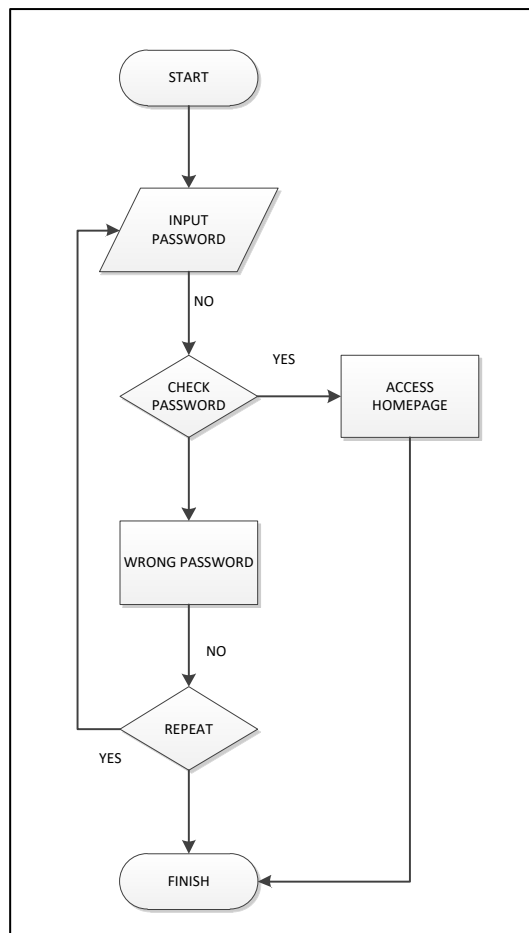 START
INPUT
PASSWORD
NO
CHECK
PASSWORD
YES
ACCESS
HOMEPAGE
WRONG PASSWORD
NO
REPEAT
YES
FINISH